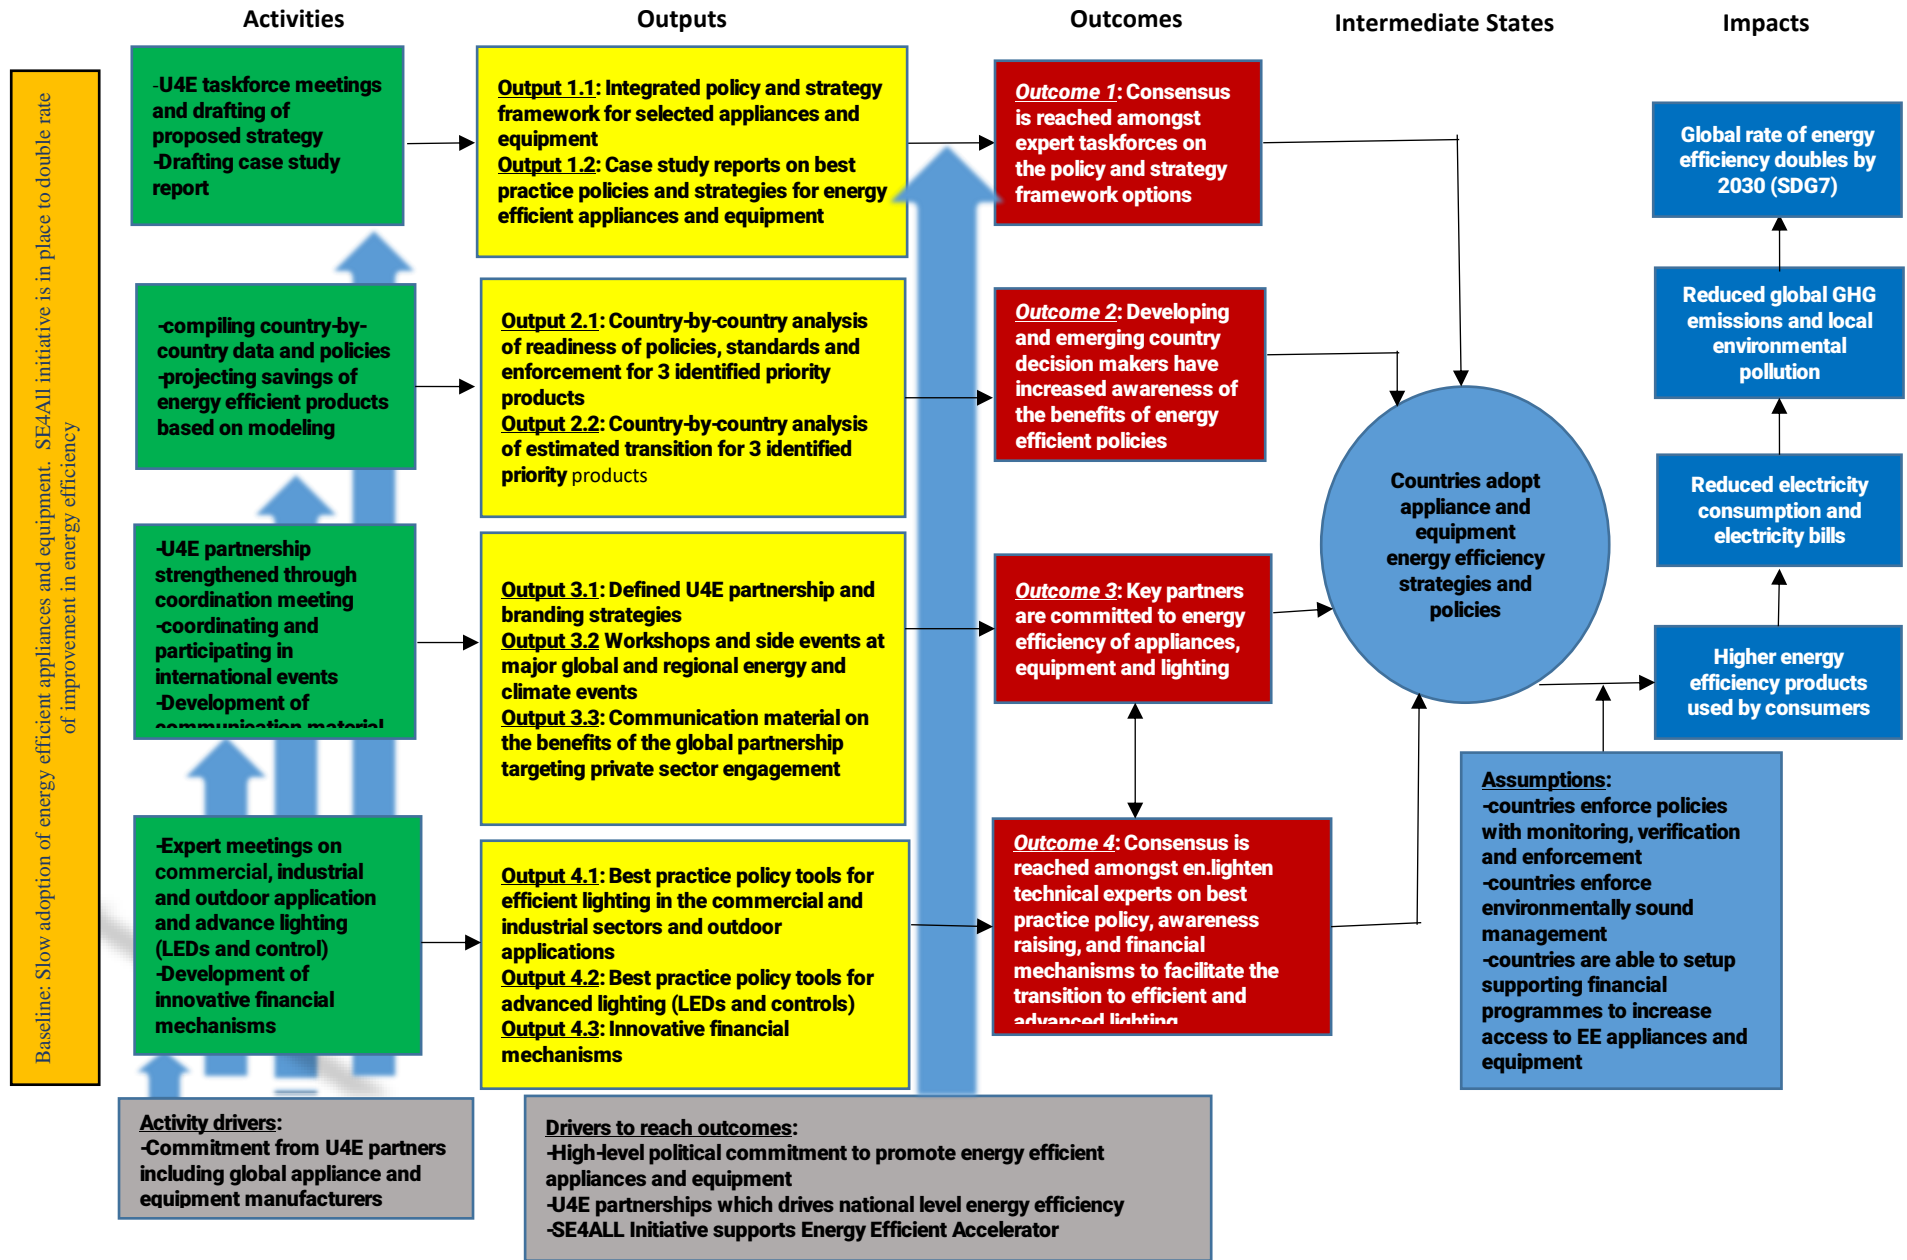 Activities
Outputs
Outcomes
Intermediate States
Impacts
Baseline: Slow adoption of energy efficient appliances and equipment.  SE4All initiative is in place to double rate
of improvement in energy efficiency
-U4E taskforce meetings
and drafting of
proposed strategy
-Drafting case study
report
-compiling country-by-
country data and policies
-projecting savings of
energy efficient products
based on modeling
-U4E partnership
strengthened through
coordination meeting
-coordinating and
participating in
international events
-Development of
communication material
-Expert meetings on
commercial, industrial
and outdoor application
and advance lighting
(LEDs and control)
-Development of
innovative financial
mechanisms
Activity drivers:
-Commitment from U4E partners
including global appliance and
equipment manufacturers
Output 1.1: Integrated policy and strategy
framework for selected appliances and
equipment
Output 1.2: Case study reports on best
practice policies and strategies for energy
efficient appliances and equipment
Output 2.1: Country-by-country analysis
of readiness of policies, standards and
enforcement for 3 identified priority
products
Output 2.2: Country-by-country analysis
of estimated transition for 3 identified
priority products
Output 3.1: Defined U4E partnership and
branding strategies
Output 3.2 Workshops and side events at
major global and regional energy and
climate events
Output 3.3: Communication material on
the benefits of the global partnership
targeting private sector engagement
Output 4.1: Best practice policy tools for
efficient lighting in the commercial and
industrial sectors and outdoor
applications
Output 4.2: Best practice policy tools for
advanced lighting (LEDs and controls)
Output 4.3: Innovative financial
mechanisms
Drivers to reach outcomes:
-High-level political commitment to promote energy efficient
appliances and equipment
-U4E partnerships which drives national level energy efficiency
-SE4ALL Initiative supports Energy Efficient Accelerator
Outcome 1: Consensus
is reached amongst
expert taskforces on
the policy and strategy
framework options
Outcome 2: Developing
and emerging country
decision makers have
increased awareness of
the benefits of energy
efficient policies
Outcome 3: Key partners
are committed to energy
efficiency of appliances,
equipment and lighting
Outcome 4: Consensus is
reached amongst en.lighten
technical experts on best
practice policy, awareness
raising, and financial
mechanisms to facilitate the
transition to efficient and
advanced lighting
Countries adopt
appliance and
equipment
energy efficiency
strategies and
policies
Assumptions:
-countries enforce policies
with monitoring, verification
and enforcement
-countries enforce
environmentally sound
management
-countries are able to setup
supporting financial
programmes to increase
access to EE appliances and
equipment
Global rate of energy
efficiency doubles by
2030 (SDG7)
Reduced global GHG
emissions and local
environmental
pollution
Reduced electricity
consumption and
electricity bills
Higher energy
efficiency products
used by consumers